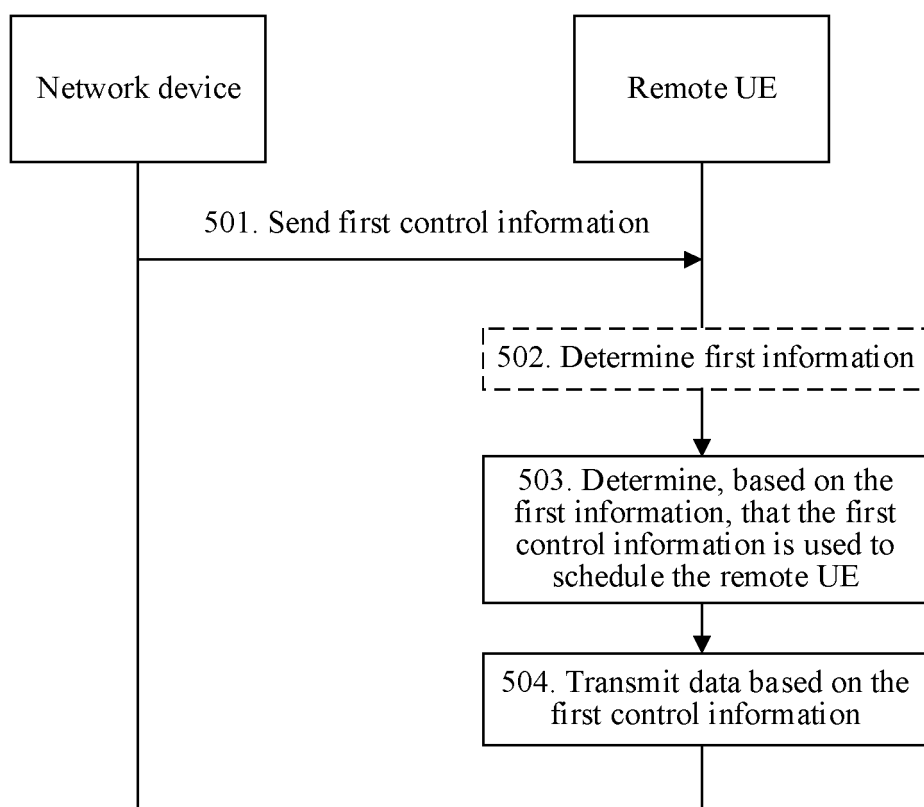 Network device
Remote UE
501. Send first control information
502. Determine first information
503. Determine, based on the
first information, that the first
control information is used to
schedule the remote UE
504. Transmit data based on the
first control information